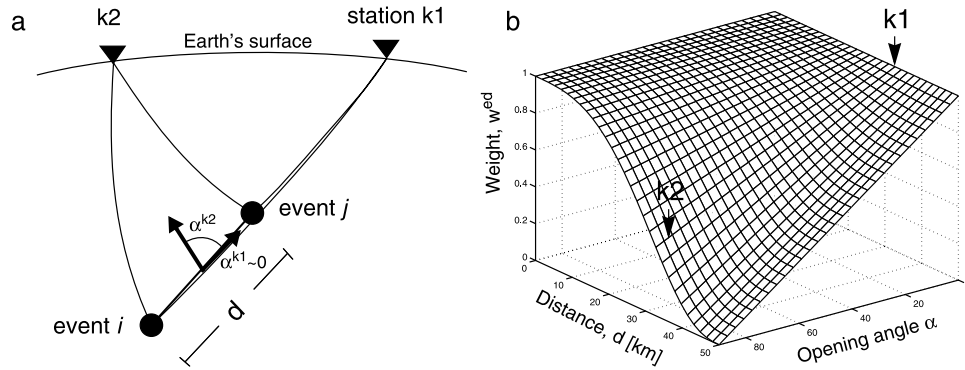 a
k2
station k1
Earth's surface
event j
α^k2
α^k1~0
event i
d
b
k1
k2
Weight, w^ed
1
0.8
0.6
0.4
0.2
0
0
10
20
30
40
50
Distance, d [km]
80
60
40
20
Opening angle α